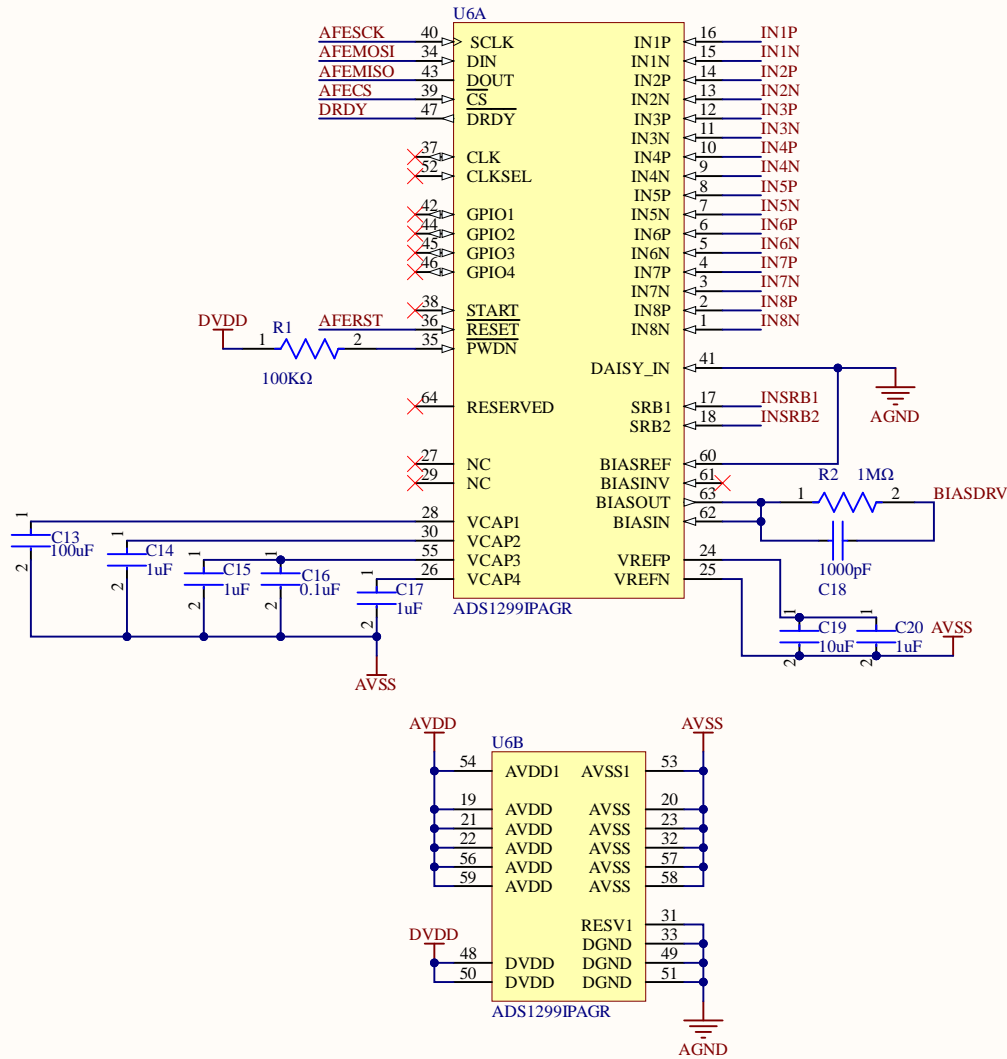 U6A
AFESCK 40 SCLK IN1P 16 IN1P
AFEMOSI 34 DIN IN1N 15 IN1N
AFEMISO 43 DOUT IN2P 14 IN2P
AFECS 39 CS IN2N 13 IN2N
DRDY 47 DRDY IN3P 12 IN3P
IN3N 11 IN3N
37 CLK IN4P 10 IN4P
52 CLKSEL IN4N 9 IN4N
IN5P 8 IN5P
42 GPIO1 IN5N 7 IN5N
44 GPIO2 IN6P 6 IN6P
45 GPIO3 IN6N 5 IN6N
46 GPIO4 IN7P 4 IN7P
IN7N 3 IN7N
38 START IN8P 2 IN8P
DVDD R1 AFERST 36 RESET IN8N 1 IN8N
1 2 35 PWDN
100KΩ
DAISY_IN 41
AGND
64 RESERVED SRB1 17 INSRB1
SRB2 18 INSRB2
27 NC BIASREF 60
29 NC BIASINV 61
R2 1MΩ
BIASOUT 63 1 2 BIASDRV
28 VCAP1 BIASIN 62
30 VCAP2
55 VCAP3 VREFP 24
26 VCAP4 VREFN 25
1 C13 100uF 2
C14 1uF 2
1 C15 1uF 2
1 C16 0.1uF 2
1 C17 1uF 2
1000pF
C18
ADS1299IPAGR
1 C19 10uF 2
1 C20 1uF 2
AVSS
AVSS
AVDD AVSS
U6B
54 AVDD1 AVSS1 53
19 AVDD AVSS 20
21 AVDD AVSS 23
22 AVDD AVSS 32
56 AVDD AVSS 57
59 AVDD AVSS 58
RESV1 31
DVDD DGND 33
48 DVDD DGND 49
50 DVDD DGND 51
ADS1299IPAGR
AGND